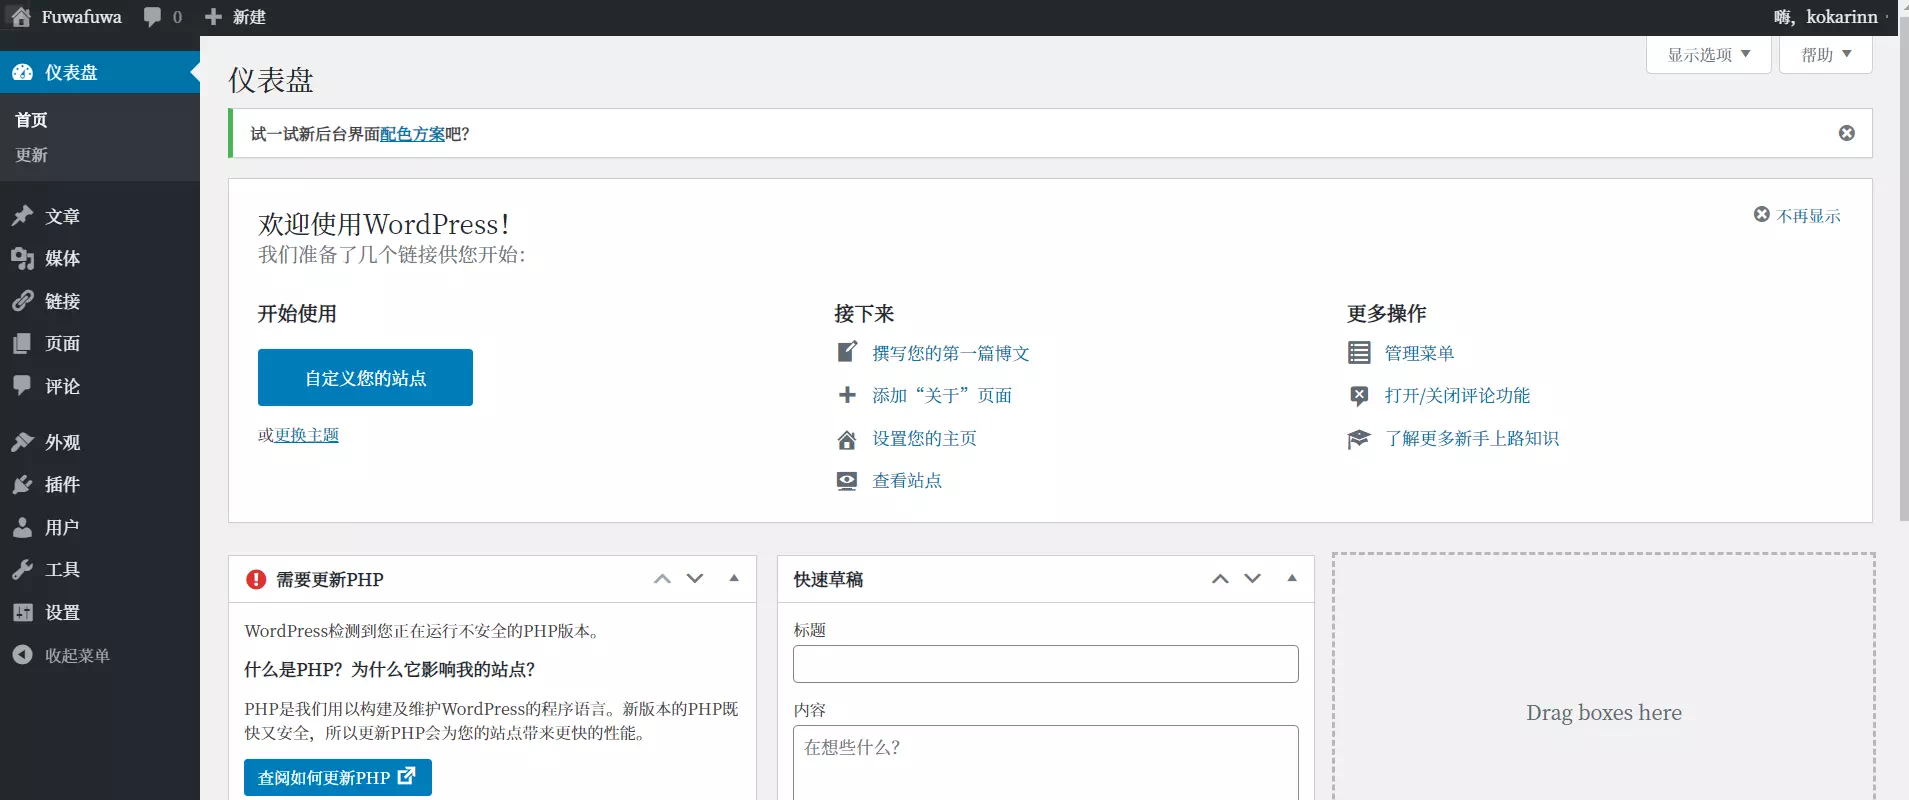 Fuwafuwa 0 新建
嗨，kokarinn
仪表盘
首页
更新
文章
媒体
链接
页面
评论
外观
插件
用户
工具
设置
收起菜单
显示选项
帮助
仪表盘
试一试新后台界面配色方案吧？
欢迎使用WordPress！
不再显示
我们准备了几个链接供您开始：
开始使用
自定义您的站点
或更换主题
接下来
撰写您的第一篇博文
添加“关于”页面
设置您的主页
查看站点
更多操作
管理菜单
打开/关闭评论功能
了解更多新手上路知识
需要更新PHP
WordPress检测到您正在运行不安全的PHP版本。
什么是PHP？为什么它影响我的站点？
PHP是我们用以构建及维护WordPress的程序语言。新版本的PHP既
快又安全，所以更新PHP会为您的站点带来更快的性能。
查阅如何更新PHP
快速草稿
标题
内容
在想些什么？
Drag boxes here